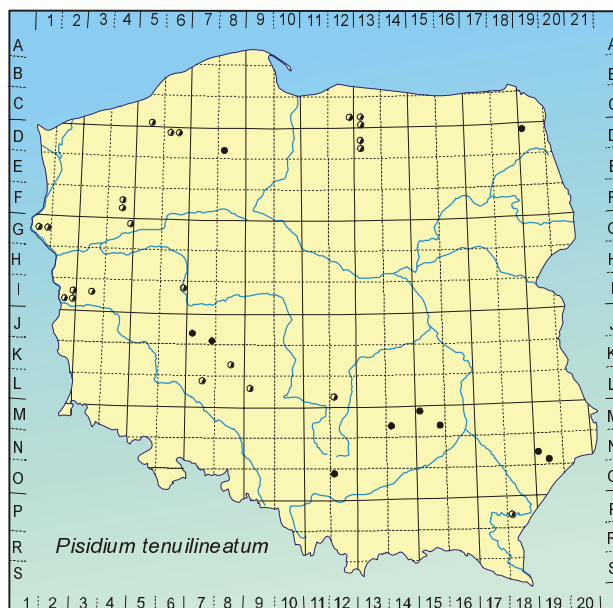 1 2 3 4 5 6 7 8 9 10 11 12 13 14 15 16 17 18 19 20 21
A A
B B
C C
D D
E E
F F
G G
H H
I I
J J
K K
L L
M M
N N
O O
P P
R R
S S
Pisidium tenuilineatum
1 2 3 4 5 6 7 8 9 10 11 12 13 14 15 16 17 18 19 20